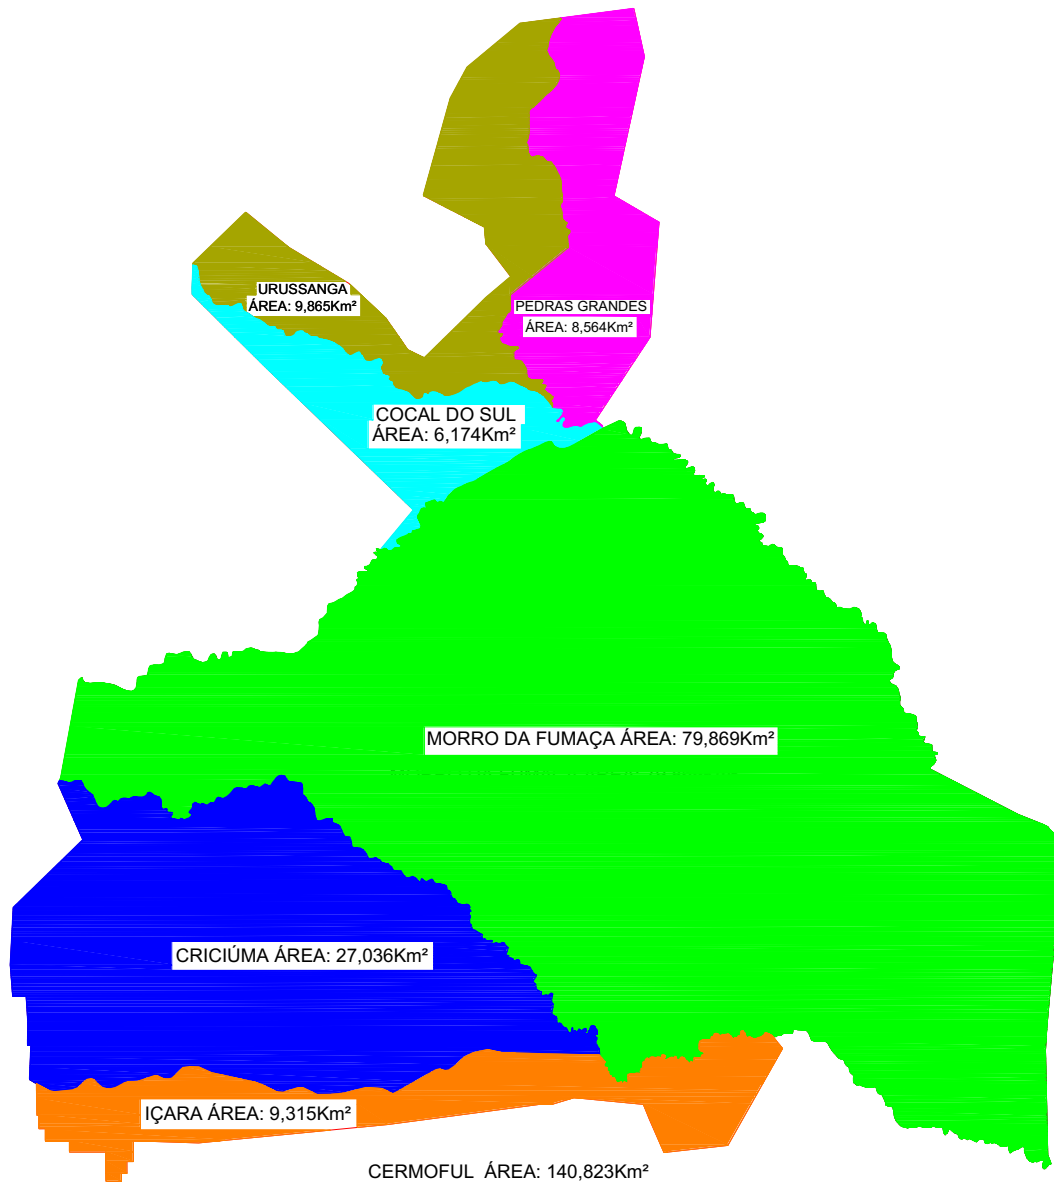 URUSSANGA
ÁREA: 9,865Km²
PEDRAS GRANDES
ÁREA: 8,564Km²
COCAL DO SUL
ÁREA: 6,174Km²
MORRO DA FUMAÇA ÁREA: 79,869Km²
CRICIÚMA ÁREA: 27,036Km²
IÇARA ÁREA: 9,315Km²
CERMOFUL ÁREA: 140,823Km²